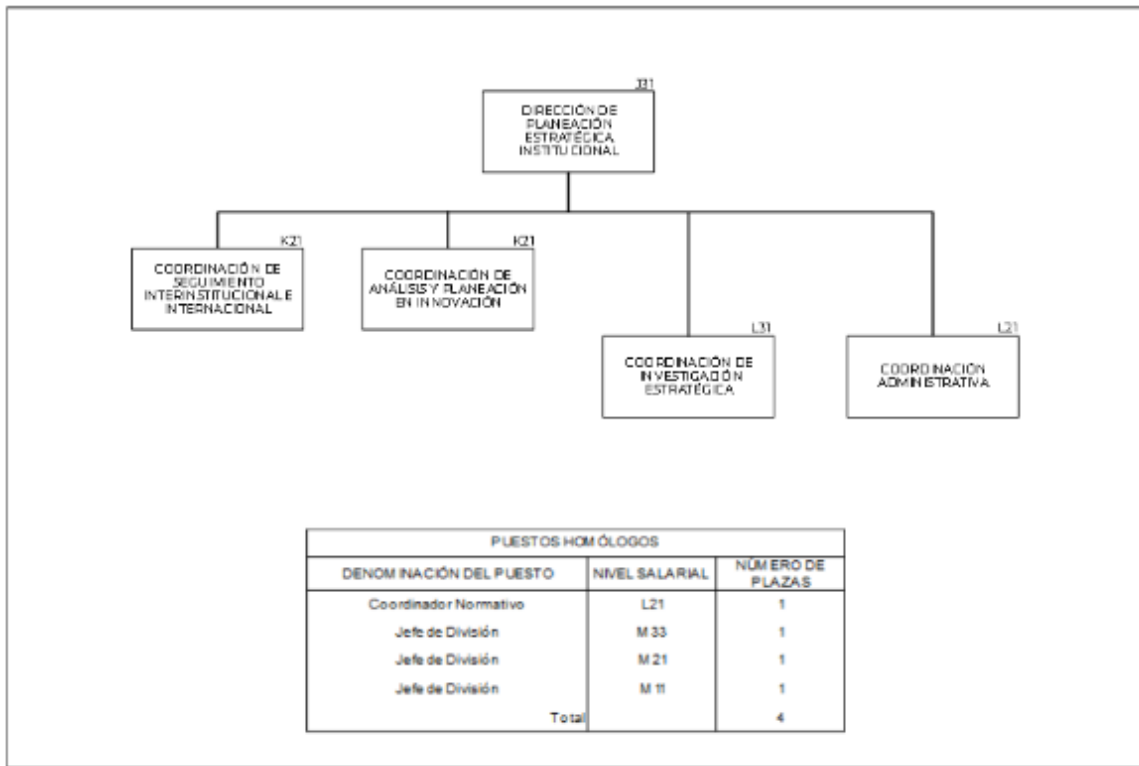 J31
DIRECCIÓN DE
PLANEACIÓN
ESTRATÉGICA
INSTITUCIONAL
K21
COORDINACIÓN DE
SEGUIMIENTO
INTERINSTITUCIONAL E
INTERNACIONAL
K21
COORDINACIÓN DE
ANÁLISIS Y PLANEACIÓN
EN INNOVACIÓN
L31
COORDINACIÓN DE
INVESTIGACIÓN
ESTRATÉGICA
L21
COORDINACIÓN
ADMINISTRATIVA
PUESTOS HOMÓLOGOS
DENOMINACIÓN DEL PUESTO NIVEL SALARIAL NÚMERO DE
PLAZAS
Coordinador Normativo L21 1
Jefe de División M33 1
Jefe de División M21 1
Jefe de División M11 1
Total 4